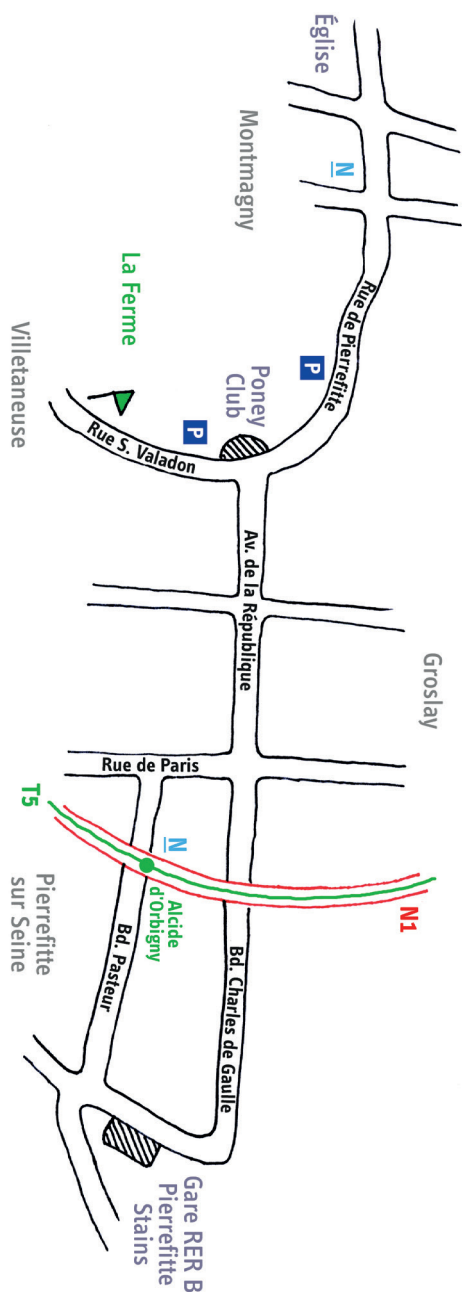 Église
Montmagny
N
Rue de Pierrefitte
P
La Ferme
Villetaneuse
Poney
Club
P
Rue S. Valadon
Av. de la République
Groslay
Rue de Paris
T5
N
N1
Alcide
d'Orbigny
Pierrefitte
sur Seine
Bd. Pasteur
Bd. Charles de Gaulle
Gare RER B
Pierrefitte
Stains